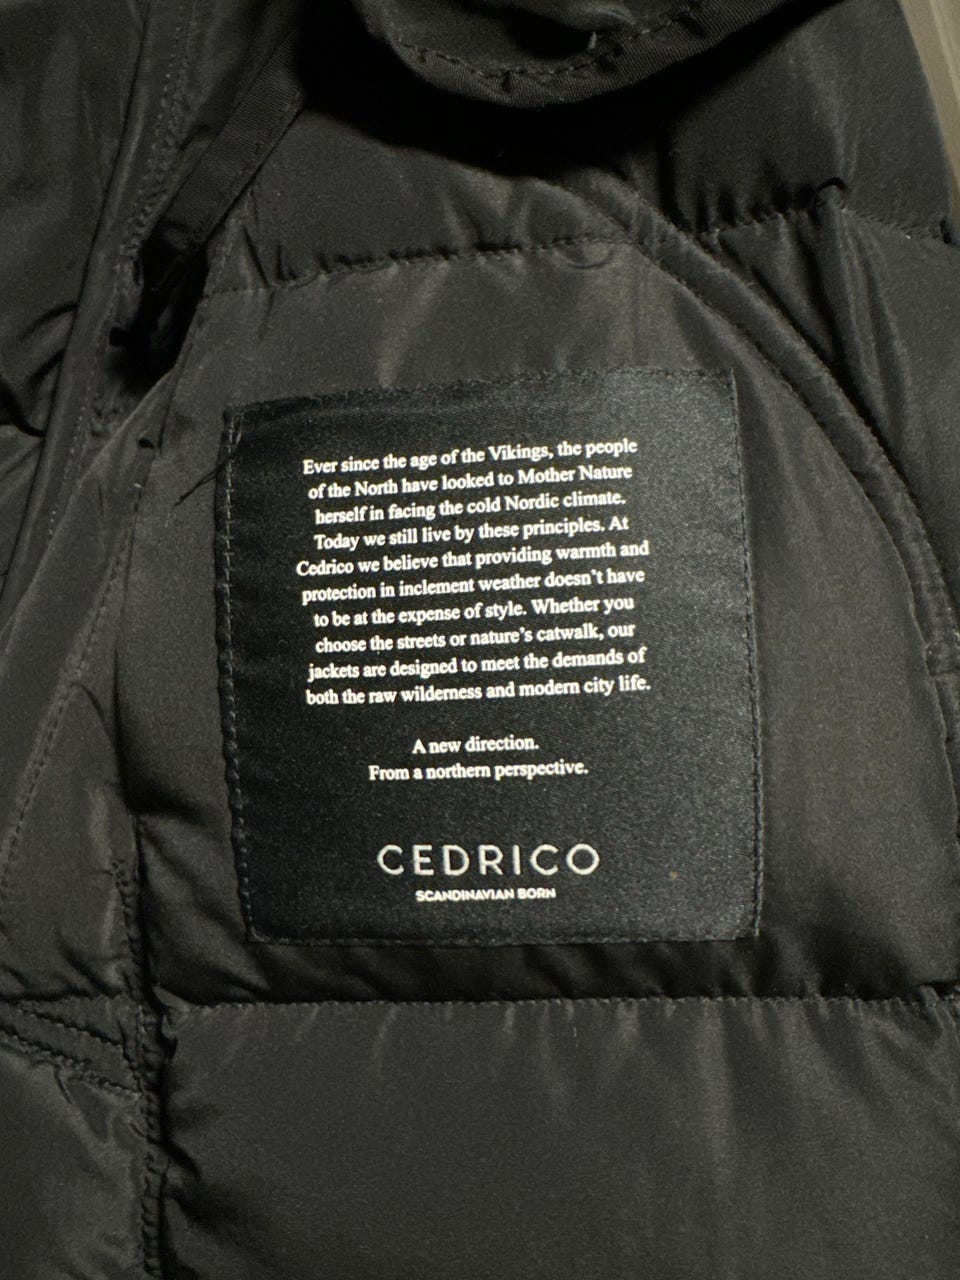 Ever since the age of the Vikings, the people
of the North have looked to Mother Nature
herself in facing the cold Nordic climate.
Today we still live by these principles. At
Cedrico we believe that providing warmth and
protection in inclement weather doesn't have
to be at the expense of style. Whether you
choose the streets or nature's catwalk, our
jackets are designed to meet the demands of
both the raw wilderness and modern city life.
A new direction.
From a northern perspective.
CEDRICO
SCANDINAVIAN BORN